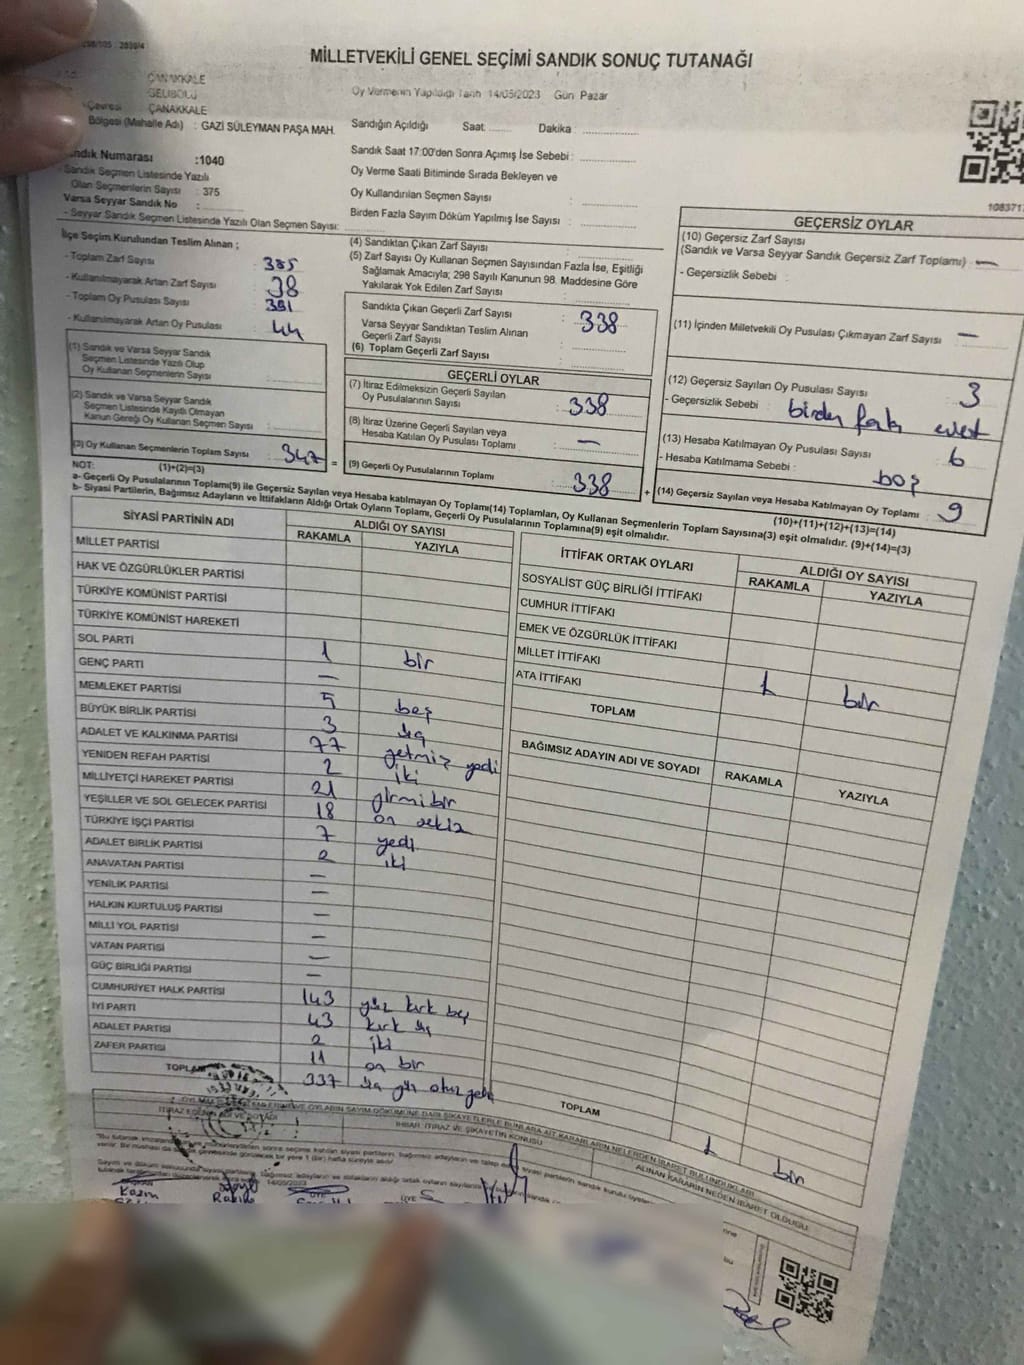 MİLLETVEKİLİ GENEL SEÇİMİ SANDIK SONUÇ TUTANAĞI
ÇANAKKALE
GELİBOLU
Çevresi ÇANAKKALE
Bölgesi (Mahalle Adı) : GAZİ SÜLEYMAN PAŞA MAH.
Oy Vermenin Yapıldığı Tarih 14/05/2023 Gün Pazar
Sandığın Açıldığı Saat: Dakika :
Sandık Saat 17:00'den Sonra Açımış İse Sebebi :
Oy Verme Saati Bitiminde Sırada Bekleyen ve
Oy Kullandırılan Seçmen Sayısı :
Birden Fazla Sayım Döküm Yapılmış İse Sayısı :
Sandık Numarası :1040
- Sandık Seçmen Listesinde Yazılı
Olan Seçmenlerin Sayısı : 375
Varsa Seyyar Sandık No :
- Seyyar Sandık Seçmen Listesinde Yazılı Olan Seçmen Sayısı:
İlçe Seçim Kurulundan Teslim Alınan ;
- Toplam Zarf Sayısı : 385
- Kullanılmayarak Artan Zarf Sayısı : 38
- Toplam Oy Pusulası Sayısı :
- Kullanılmayarak Artan Oy Pusulası : 44
(1) Sandık ve Varsa Seyyar Sandık
Seçmen Listesinde Yazılı Olup
Oy Kullanan Seçmenlerin Sayısı :
(2) Sandık ve Varsa Seyyar Sandık
Seçmen Listesinde Kayıtlı Olmayan
Kanun Gereği Oy Kullanan Seçmen Sayısı :
(3) Oy Kullanan Seçmenlerin Toplam Sayısı : 347
(1)+(2)=(3)
(4) Sandıktan Çıkan Zarf Sayısı :
(5) Zarf Sayısı Oy Kullanan Seçmen Sayısından Fazla İse, Eşitliği
Sağlamak Amacıyla; 298 Sayılı Kanunun 98. Maddesine Göre
Yakılarak Yok Edilen Zarf Sayısı :
Sandıkta Çıkan Geçerli Zarf Sayısı : 338
Varsa Seyyar Sandıktan Teslim Alınan
Geçerli Zarf Sayısı :
(6) Toplam Geçerli Zarf Sayısı :
GEÇERLİ OYLAR
(7) İtiraz Edilmeksizin Geçerli Sayılan
Oy Pusulalarının Sayısı : 338
(8) İtiraz Üzerine Geçerli Sayılan veya
Hesaba Katılan Oy Pusulası Toplamı : —
= (9) Geçerli Oy Pusulalarının Toplamı : 338
108371
GEÇERSİZ OYLAR
(10) Geçersiz Zarf Sayısı
(Sandık ve Varsa Seyyar Sandık Geçersiz Zarf Toplamı) : —
- Geçersizlik Sebebi :
(11) İçinden Milletvekili Oy Pusulası Çıkmayan Zarf Sayısı : —
(12) Geçersiz Sayılan Oy Pusulası Sayısı : 3
- Geçersizlik Sebebi : birden fazla evet
(13) Hesaba Katılmayan Oy Pusulası Sayısı : 6
- Hesaba Katılmama Sebebi : boş
+ (14) Geçersiz Sayılan veya Hesaba Katılmayan Oy Toplamı : 9
(10)+(11)+(12)+(13)=(14)
NOT:
a- Geçerli Oy Pusulalarının Toplamı(9) ile Geçersiz Sayılan veya Hesaba katılmayan Oy Toplamı(14) Toplamları, Oy Kullanan Seçmenlerin Toplam Sayısına(3) eşit olmalıdır. (9)+(14)=(3)
b- Siyasi Partilerin, Bağımsız Adayların ve İttifakların Aldığı Ortak Oyların Toplamı, Geçerli Oy Pusulalarının Toplamına(9) eşit olmalıdır.
SİYASİ PARTİNİN ADI ALDIĞI OY SAYISI
RAKAMLA YAZIYLA
MİLLET PARTİSİ
HAK VE ÖZGÜRLÜKLER PARTİSİ
TÜRKİYE KOMÜNİST PARTİSİ
TÜRKİYE KOMÜNİST HAREKETİ
SOL PARTİ 1 bir
GENÇ PARTİ —
MEMLEKET PARTİSİ 5 beş
BÜYÜK BİRLİK PARTİSİ 3 üç
ADALET VE KALKINMA PARTİSİ 77 yetmiş yedi
YENİDEN REFAH PARTİSİ 2 iki
MİLLİYETÇİ HAREKET PARTİSİ 21 yirmi bir
YEŞİLLER VE SOL GELECEK PARTİSİ 18 on sekiz
TÜRKİYE İŞÇİ PARTİSİ 7 yedi
ADALET BİRLİK PARTİSİ 2 iki
ANAVATAN PARTİSİ —
YENİLİK PARTİSİ —
HALKIN KURTULUŞ PARTİSİ —
MİLLİ YOL PARTİSİ —
VATAN PARTİSİ —
GÜÇ BİRLİĞİ PARTİSİ —
CUMHURİYET HALK PARTİSİ 143 yüz kırk
İYİ PARTİ 43 kırk üç
ADALET PARTİSİ 2 iki
ZAFER PARTİSİ 11 on bir
TOPLAM 337 üç yüz otuz yedi
İTTİFAK ORTAK OYLARI ALDIĞI OY SAYISI
RAKAMLA YAZIYLA
SOSYALİST GÜÇ BİRLİĞİ İTTİFAKI
CUMHUR İTTİFAKI
EMEK VE ÖZGÜRLÜK İTTİFAKI
MİLLET İTTİFAKI 1 bir
ATA İTTİFAKI
TOPLAM
BAĞIMSIZ ADAYIN ADI VE SOYADI RAKAMLA YAZIYLA
TOPLAM 1 bir
İTİRAZ EDENİN ADI VE SOYADI
İHBAR, İTİRAZ VE ŞİKAYETİN KONUSU
ALINAN KARARIN NEDEN İBARET OLDUĞU
14/05/2023
Kazım